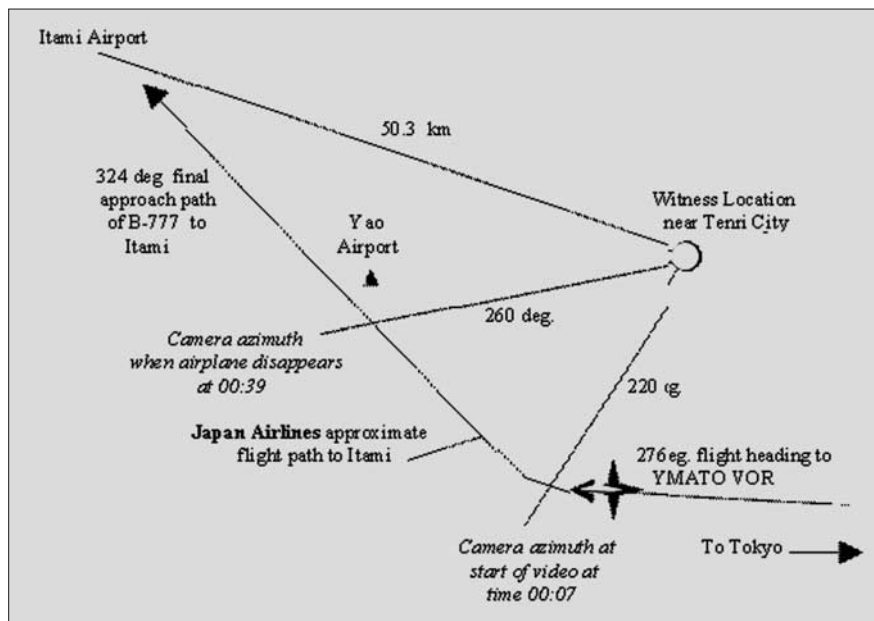 Itami Airport
50.3 km
324 deg final
approach path
of B-777 to
Itami
Yao
Airport
Witness Location
near Tenri City
260 deg.
Camera azimuth
when airplane disappears
at 00:39
220 g.
Japan Airlines approximate
flight path to Itami
276 eg. flight heading to
YMATO VOR
Camera azimuth at
start of video at
time 00:07
To Tokyo